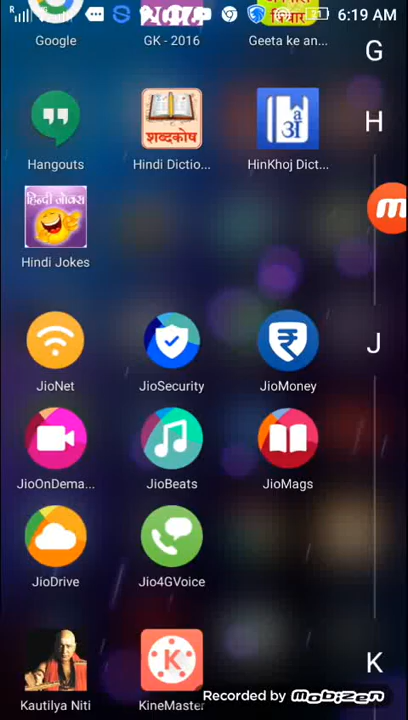 R 21 6:19 AM
Google GK - 2016 Geeta ke an...
विचार
G
H
शब्दकोष
a
अ
Hangouts Hindi Dictio... HinKhoj Dict...
हिन्दी जोक्स
Hindi Jokes
J
JioNet JioSecurity JioMoney
JioOnDema... JioBeats JioMags
JioDrive Jio4GVoice
K
K
Kautilya Niti KineMaster
Recorded by mobizen